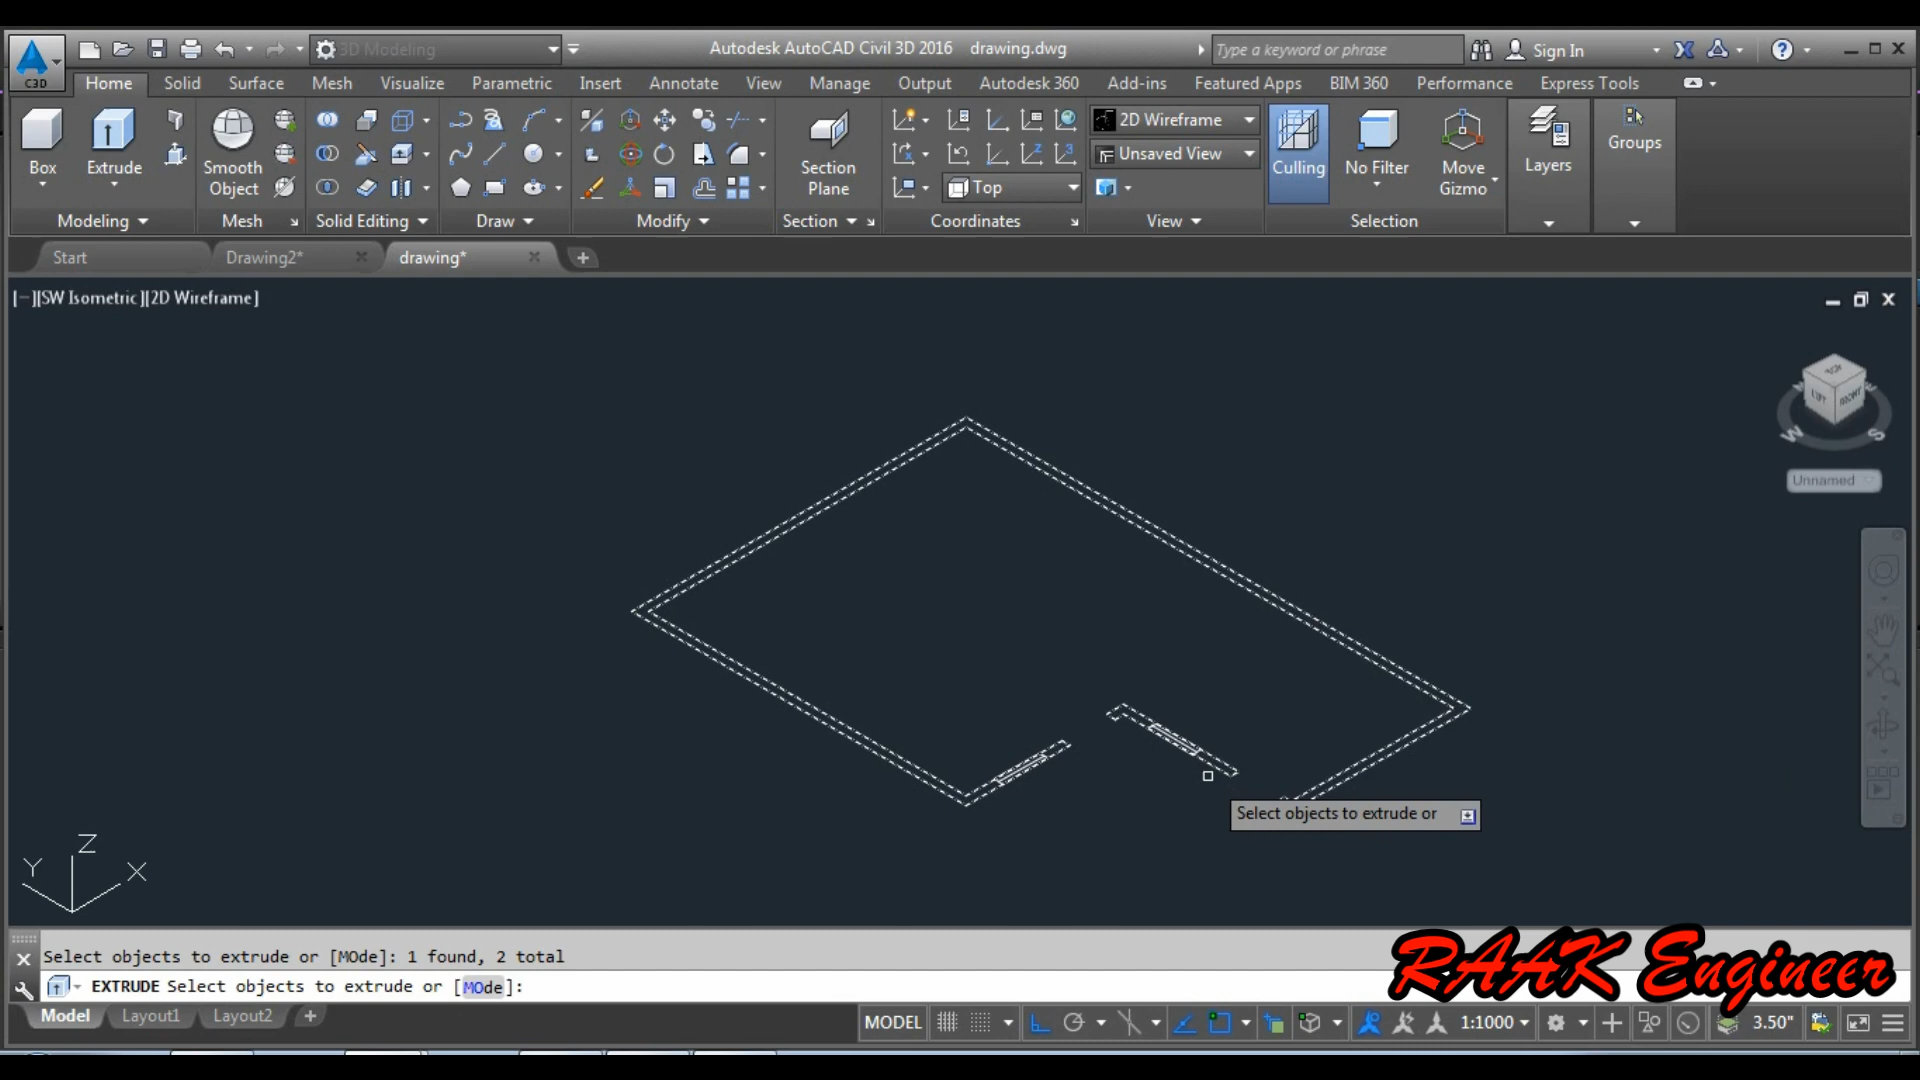 3D Modeling
Autodesk AutoCAD Civil 3D 2016 drawing.dwg
Type a keyword or phrase
Sign In
C3D
Home Solid Surface Mesh Visualize Parametric Insert Annotate View Manage Output Autodesk 360 Add-ins Featured Apps BIM 360 Performance Express Tools
Box
Extrude
Smooth
Object
Section
Plane
Top
2D Wireframe
Unsaved View
Culling
No Filter
Move
Gizmo
Layers
Groups
Modeling Mesh Solid Editing Draw Modify Section Coordinates View Selection
Start Drawing2* drawing*
[−][SW Isometric][2D Wireframe]
TOP
LEFT
FRONT
W S
Unnamed
Select objects to extrude or
Z
Y X
Select objects to extrude or [MOde]: 1 found, 2 total
EXTRUDE Select objects to extrude or [MOde]:
RAAK Engineer
Model Layout1 Layout2
MODEL 1:1000 3.50"